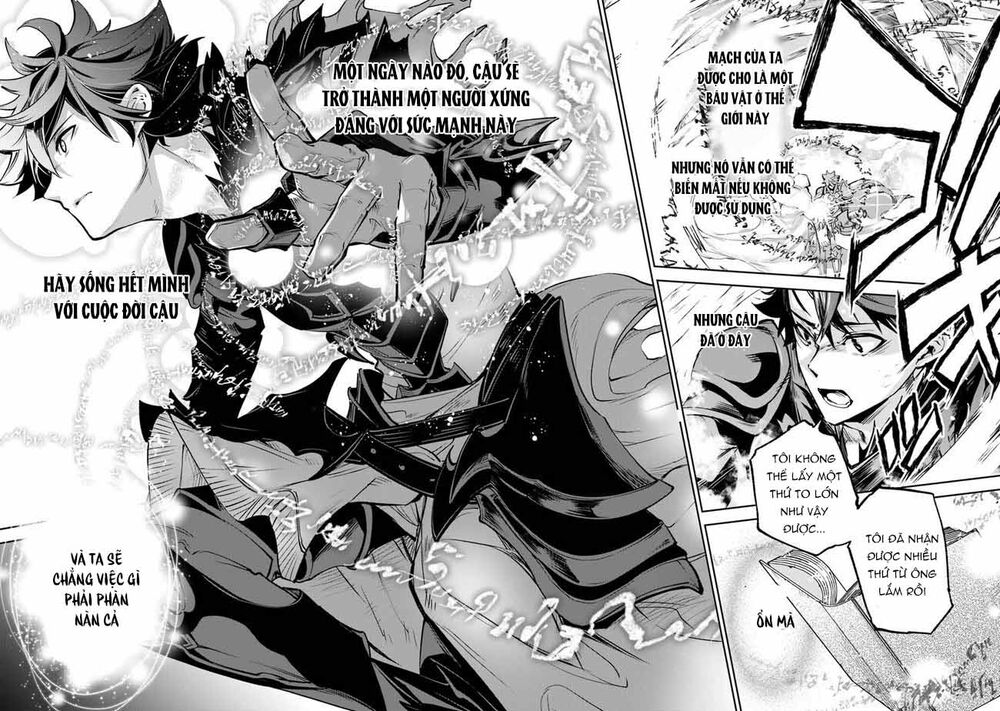 MẠCH CỦA TA
ĐƯỢC CHO LÀ MỘT
BÁU VẬT Ở THẾ
GIỚI NÀY
NHƯNG NÓ VẪN CÓ THỂ
BIẾN MẤT NẾU KHÔNG
ĐƯỢC SỬ DỤNG
NHƯNG CẬU
ĐÃ Ở ĐÂY
TÔI KHÔNG
THỂ LẤY MỘT
THỨ TO LỚN
NHƯ VẬY
ĐƯỢC...
TÔI ĐÃ NHẬN
ĐƯỢC NHIỀU
THỨ TỪ ÔNG
LẮM RỒI
ỔN MÀ
MỘT NGÀY NÀO ĐÓ, CẬU SẼ
TRỞ THÀNH MỘT NGƯỜI XỨNG
ĐÁNG VỚI SỨC MẠNH NÀY
HÃY SỐNG HẾT MÌNH
VỚI CUỘC ĐỜI CẬU
VÀ TA SẼ
CHẲNG VIỆC GÌ
PHẢI PHÀN
NÀN CẢ